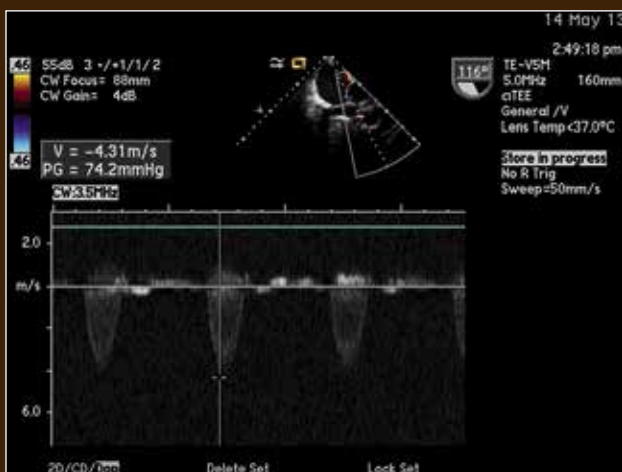 14 May 13
2:49:18 pm
.46
55dB 3 •/+1/1/2
CW Focus= 88mm
CW Gain= 4dB
.46
V = -4.31m/s
PG = 74.2mmHg
CW:3.5MHz
116°
TE-V5M
5.0MHz 160mm
aTEE
General /V
Lens Temp<37.0°C
Store in progress
No R Trig
Sweep=50mm/s
2.0
m/s
6.0
2D/CD/Dop
Delete Set
Lock Set